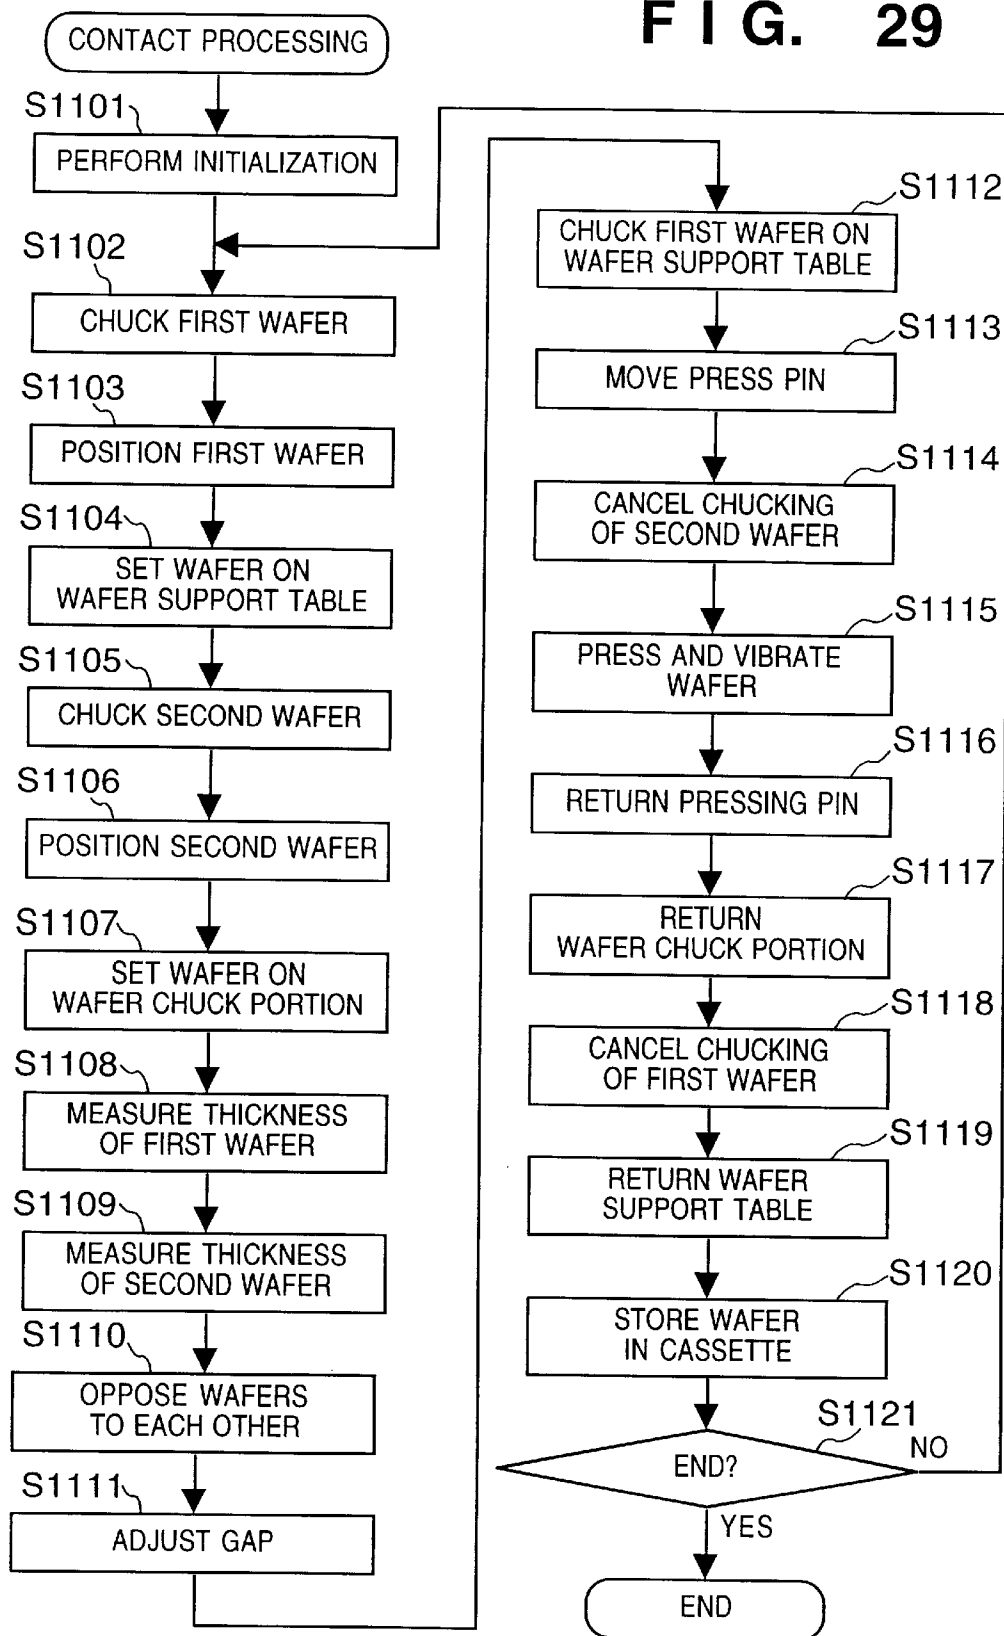 FIG. 29
CONTACT PROCESSING
S1101
PERFORM INITIALIZATION
S1102
CHUCK FIRST WAFER
S1103
POSITION FIRST WAFER
S1104
SET WAFER ON
WAFER SUPPORT TABLE
S1105
CHUCK SECOND WAFER
S1106
POSITION SECOND WAFER
S1107
SET WAFER ON
WAFER CHUCK PORTION
S1108
MEASURE THICKNESS
OF FIRST WAFER
S1109
MEASURE THICKNESS
OF SECOND WAFER
S1110
OPPOSE WAFERS
TO EACH OTHER
S1111
ADJUST GAP
S1112
CHUCK FIRST WAFER ON
WAFER SUPPORT TABLE
S1113
MOVE PRESS PIN
S1114
CANCEL CHUCKING
OF SECOND WAFER
S1115
PRESS AND VIBRATE
WAFER
S1116
RETURN PRESSING PIN
S1117
RETURN
WAFER CHUCK PORTION
S1118
CANCEL CHUCKING
OF FIRST WAFER
S1119
RETURN WAFER
SUPPORT TABLE
S1120
STORE WAFER
IN CASSETTE
S1121
END?
NO
YES
END